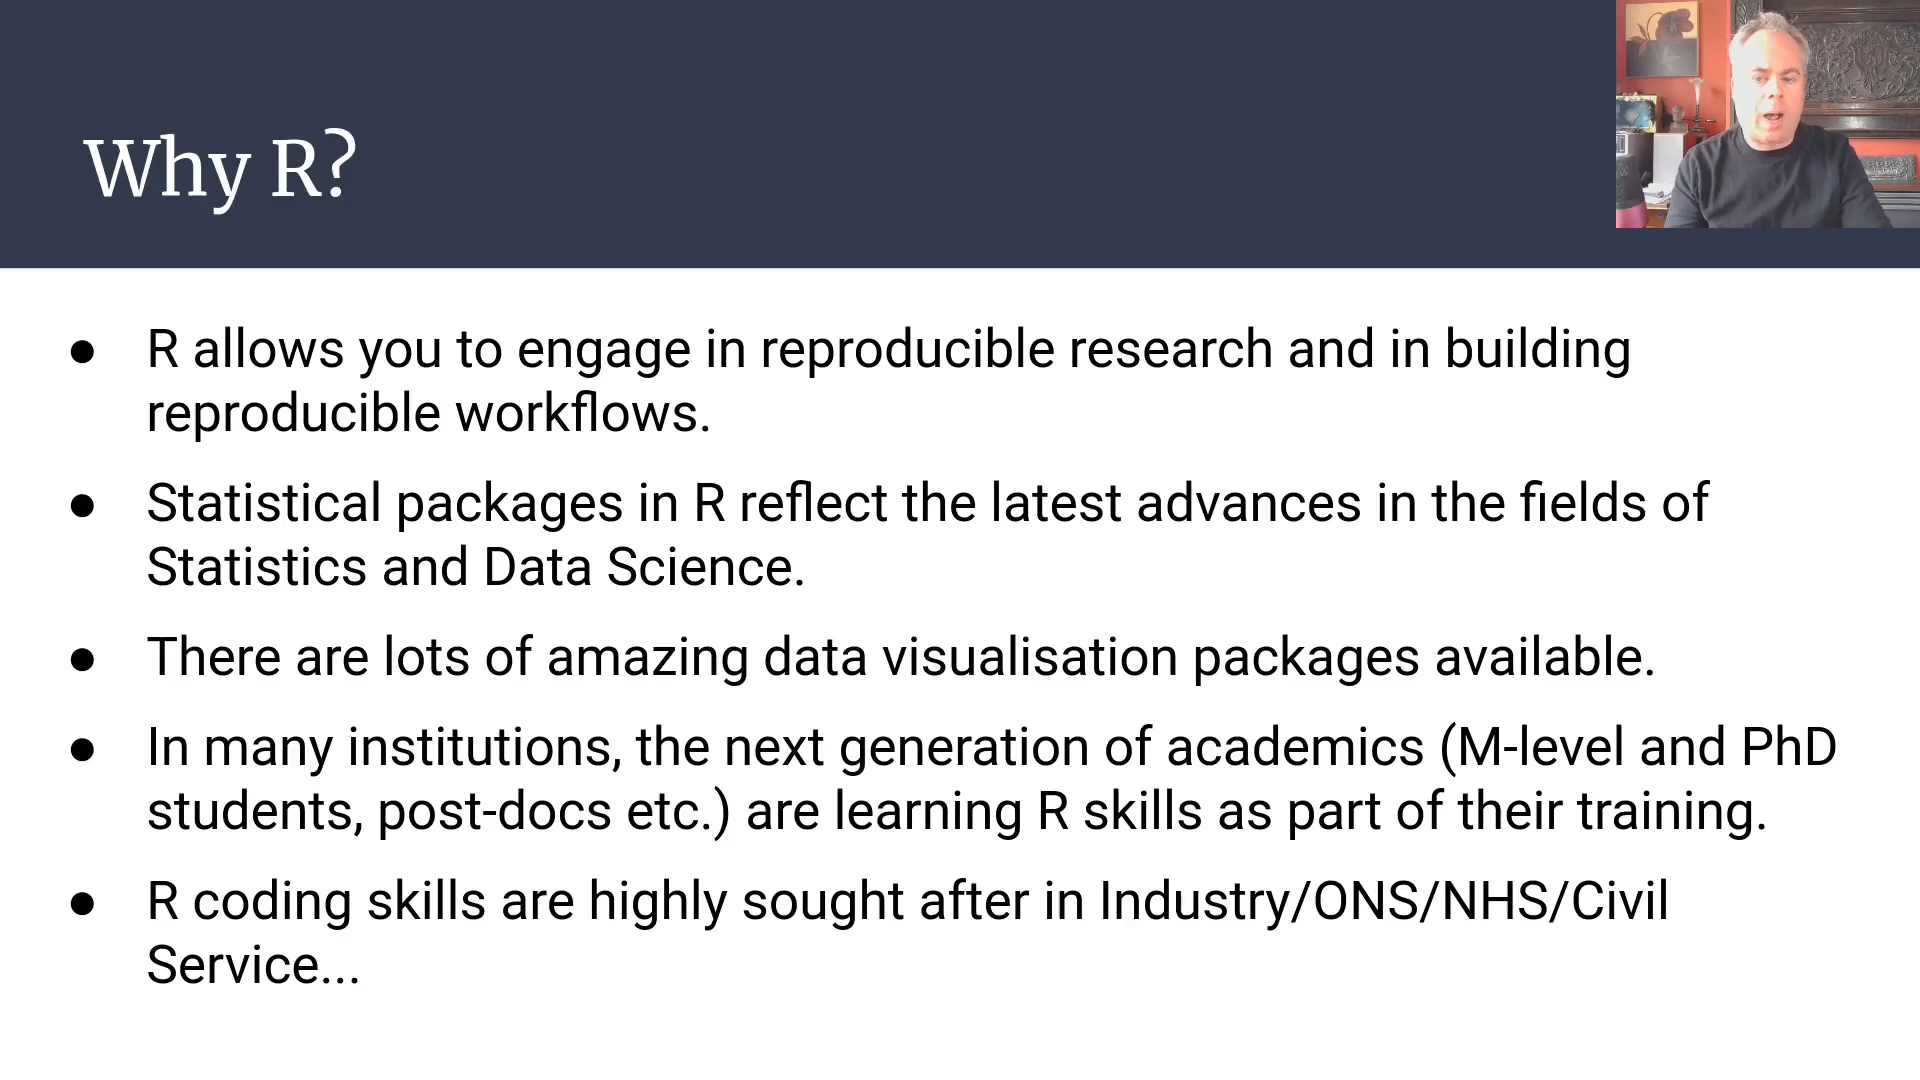 Why R?
● R allows you to engage in reproducible research and in building
reproducible workflows.
● Statistical packages in R reflect the latest advances in the fields of
Statistics and Data Science.
● There are lots of amazing data visualisation packages available.
● In many institutions, the next generation of academics (M-level and PhD
students, post-docs etc.) are learning R skills as part of their training.
● R coding skills are highly sought after in Industry/ONS/NHS/Civil
Service...